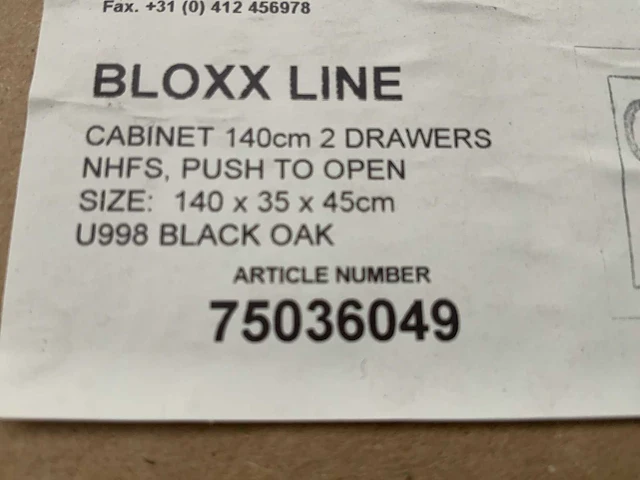 Fax. +31 (0) 412 456978
BLOXX LINE
CABINET 140cm 2 DRAWERS
NHFS, PUSH TO OPEN
SIZE: 140 x 35 x 45cm
U998 BLACK OAK
ARTICLE NUMBER
75036049